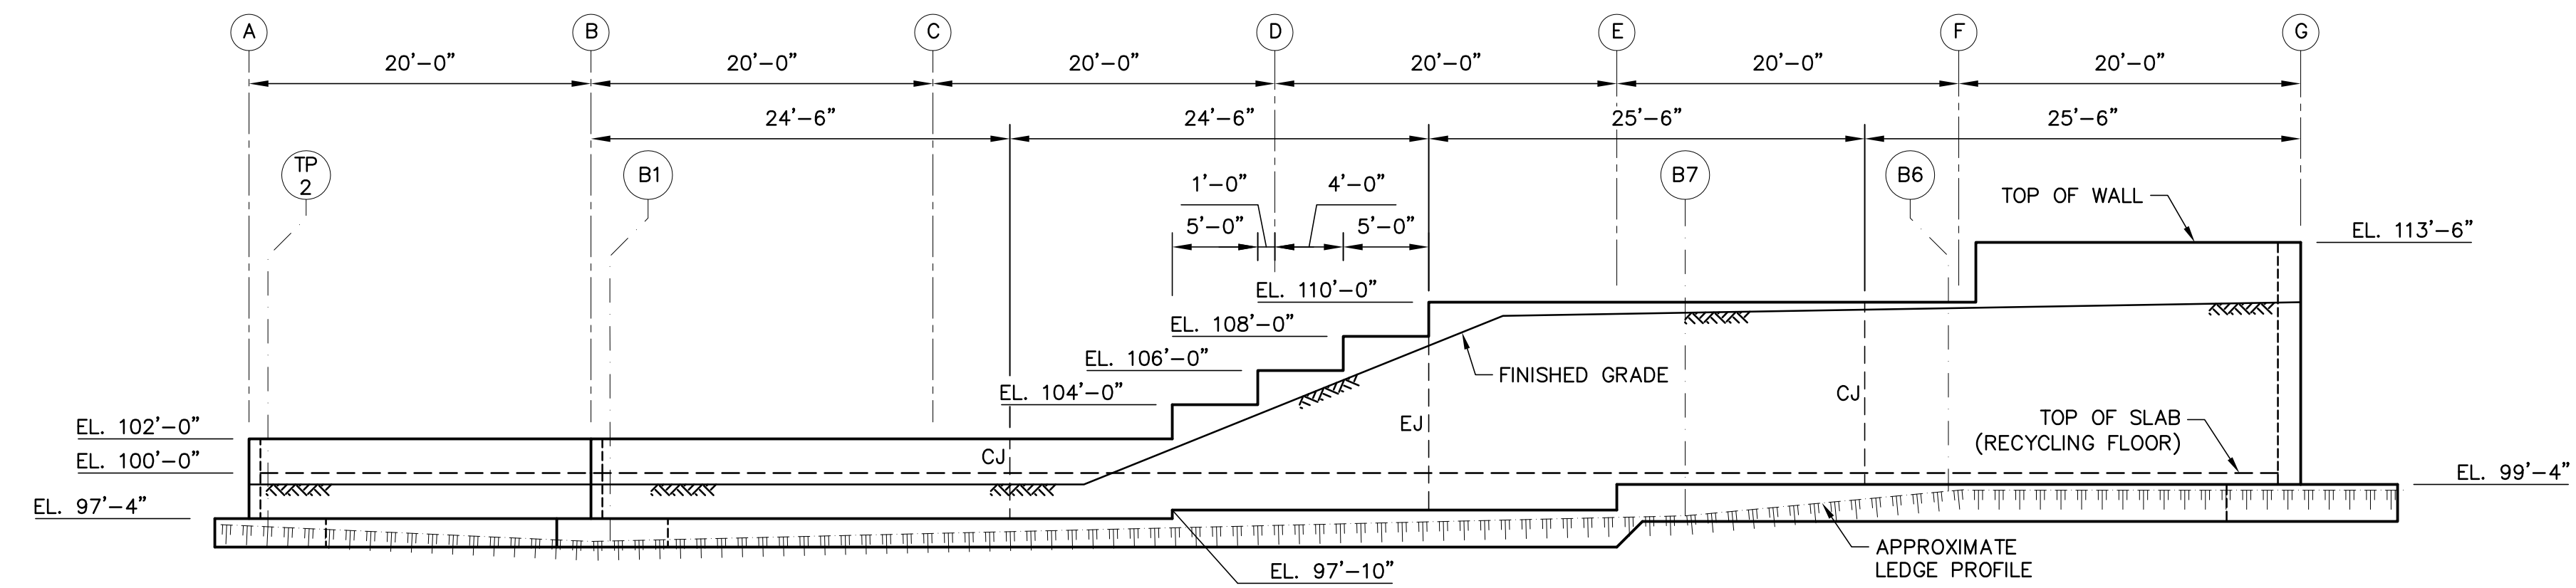 A B C D E F G
20'-0" 20'-0" 20'-0" 20'-0" 20'-0" 20'-0"
24'-6" 24'-6" 25'-6" 25'-6"
TP
2
B1
B7
B6
1'-0" 4'-0"
5'-0" 5'-0"
TOP OF WALL
EL. 113'-6"
EL. 110'-0"
EL. 108'-0"
EL. 106'-0"
EL. 104'-0"
FINISHED GRADE
CJ
EJ
EL. 102'-0"
TOP OF SLAB
(RECYCLING FLOOR)
CJ
EL. 100'-0"
EL. 99'-4"
EL. 97'-4"
APPROXIMATE
LEDGE PROFILE
EL. 97'-10"